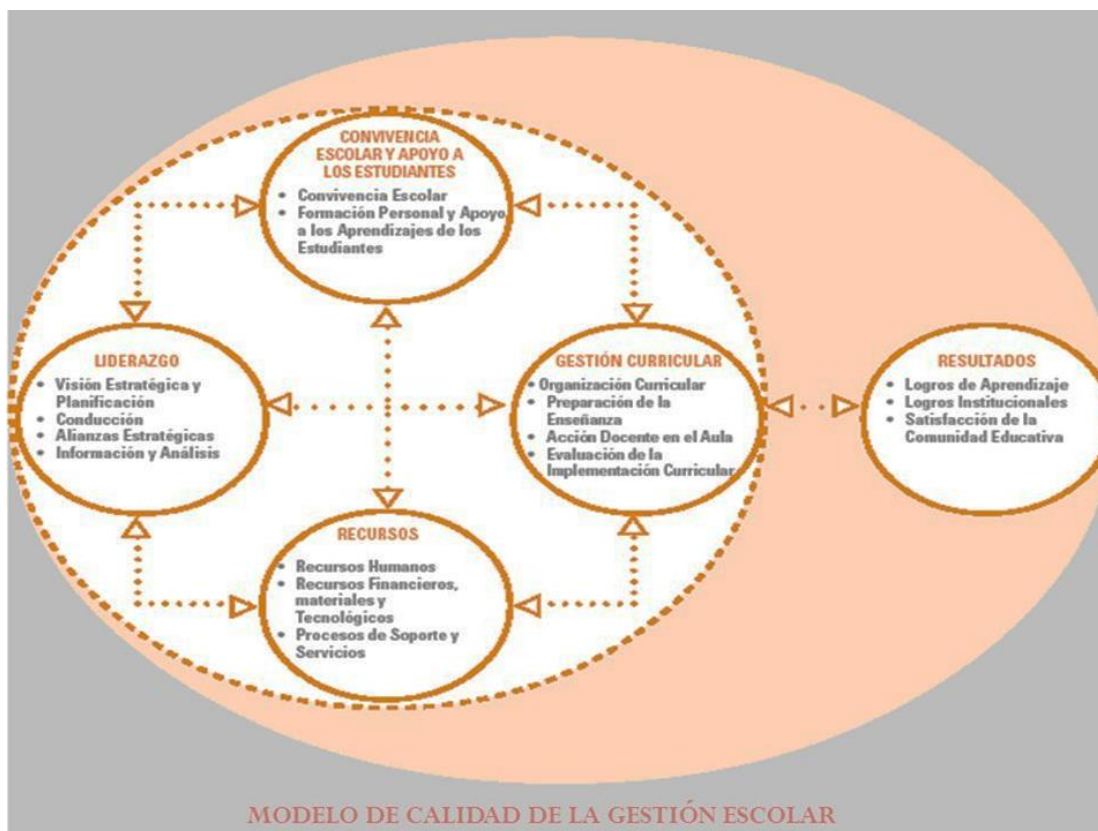 CONVIVENCIA
ESCOLAR Y APOYO A
LOS ESTUDIANTES
• Convivencia Escolar
• Formación Personal y Apoyo
a los Aprendizajes de los
Estudiantes
LIDERAZGO
• Visión Estratégica y
Planificación
• Conducción
• Alianzas Estratégicas
• Información y Análisis
GESTIÓN CURRICULAR
• Organización Curricular
• Preparación de la
Enseñanza
• Acción Docente en el Aula
• Evaluación de la
Implementación Curricular
RESULTADOS
• Logros de Aprendizaje
• Logros Institucionales
• Satisfacción de la
Comunidad Educativa
RECURSOS
• Recursos Humanos
• Recursos Financieros,
materiales y
Tecnológicos
• Procesos de Soporte y
Servicios
MODELO DE CALIDAD DE LA GESTIÓN ESCOLAR